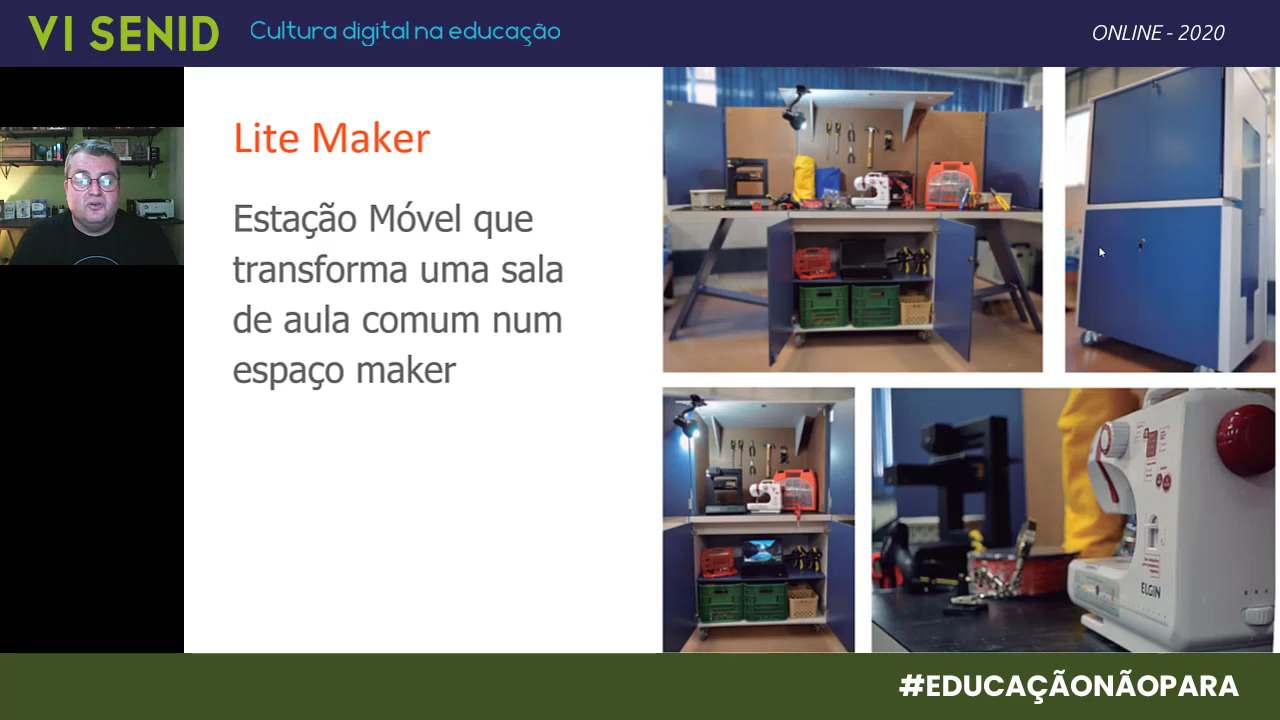 VI SENID
Cultura digital na educação
ONLINE - 2020
Lite Maker
Estação Móvel que
transforma uma sala
de aula comum num
espaço maker
ELGIN
#EDUCAÇÃONÃOPARA